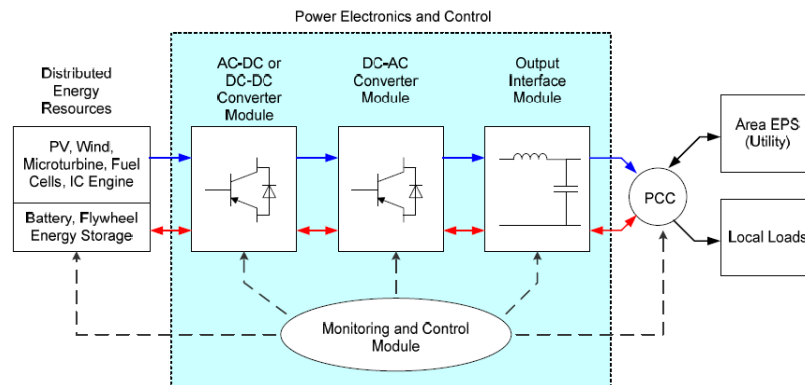 Power Electronics and Control
Distributed
Energy
Resources
AC-DC or
DC-DC
Converter
Module
DC-AC
Converter
Module
Output
Interface
Module
PV, Wind,
Microturbine, Fuel
Cells, IC Engine
Battery, Flywheel
Energy Storage
PCC
Area EPS
(Utility)
Local Loads
Monitoring and Control
Module